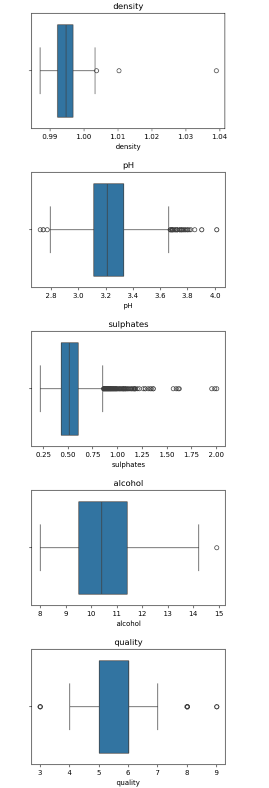 density
0.99 1.00 1.01 1.02 1.03 1.04
density
pH
2.8 3.0 3.2 3.4 3.6 3.8 4.0
pH
sulphates
0.25 0.50 0.75 1.00 1.25 1.50 1.75 2.00
sulphates
alcohol
8 9 10 11 12 13 14 15
alcohol
quality
3 4 5 6 7 8 9
quality